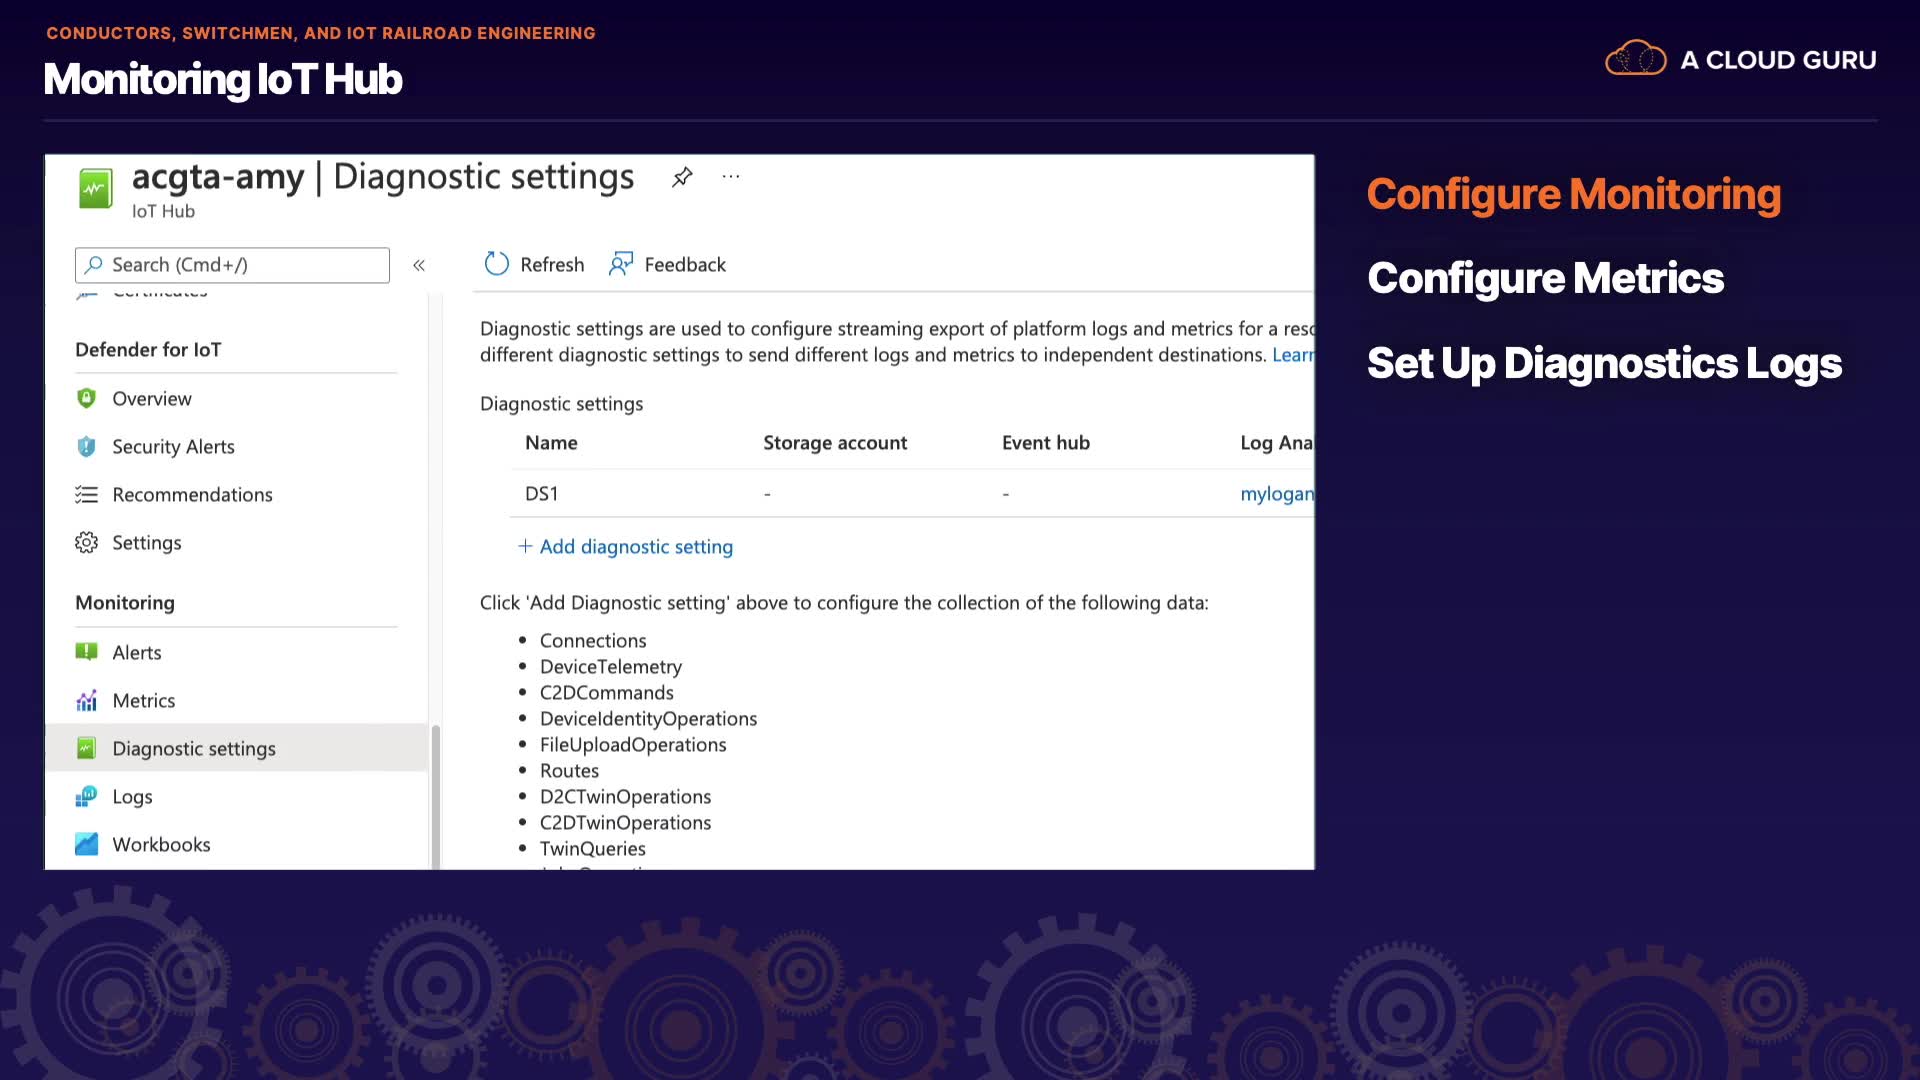 CONDUCTORS, SWITCHMEN, AND IOT RAILROAD ENGINEERING
Monitoring IoT Hub
A CLOUD GURU
acgta-amy | Diagnostic settings
IoT Hub
Search (Cmd+/)
«
Certificates
Defender for IoT
Overview
Security Alerts
Recommendations
Settings
Monitoring
Alerts
Metrics
Diagnostic settings
Logs
Workbooks
Refresh
Feedback
Diagnostic settings are used to configure streaming export of platform logs and metrics for a reso
different diagnostic settings to send different logs and metrics to independent destinations. Learn
Diagnostic settings
Name Storage account Event hub Log Ana
DS1 - - mylogan
+ Add diagnostic setting
Click 'Add Diagnostic setting' above to configure the collection of the following data:
• Connections
• DeviceTelemetry
• C2DCommands
• DeviceIdentityOperations
• FileUploadOperations
• Routes
• D2CTwinOperations
• C2DTwinOperations
• TwinQueries
Configure Monitoring
Configure Metrics
Set Up Diagnostics Logs